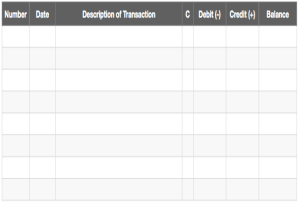 Number Date Description of Transaction C Debit (-) Credit (+) Balance